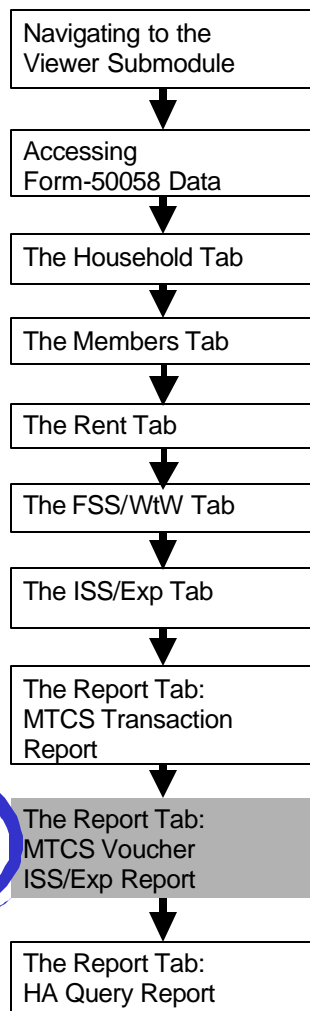 Navigating to the
Viewer Submodule
Accessing
Form-50058 Data
The Household Tab
The Members Tab
The Rent Tab
The FSS/WtW Tab
The ISS/Exp Tab
The Report Tab:
MTCS Transaction
Report
The Report Tab:
MTCS Voucher
ISS/Exp Report
The Report Tab:
HA Query Report